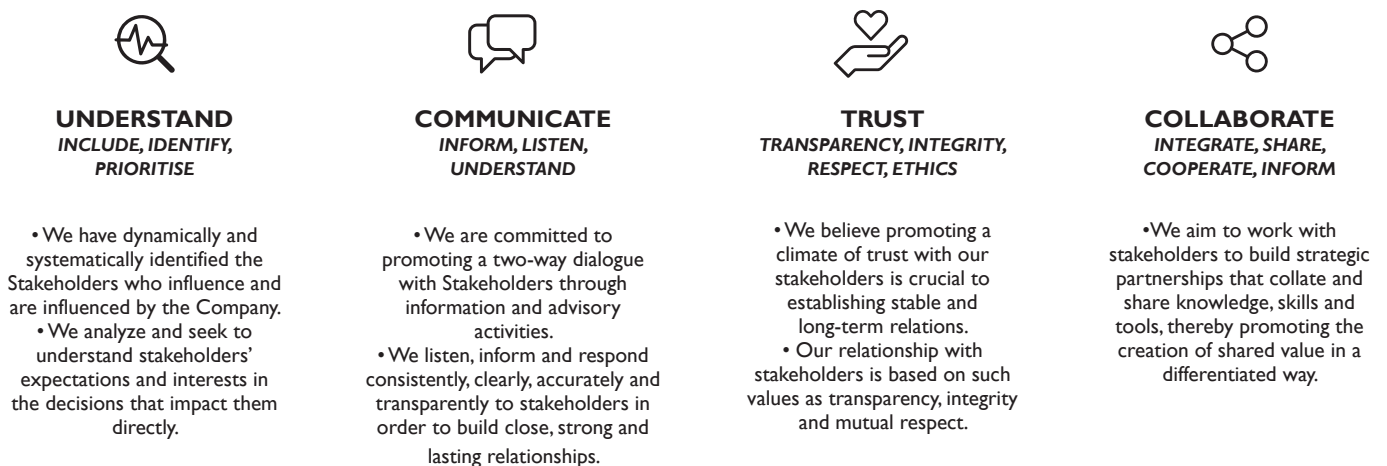 UNDERSTAND
INCLUDE, IDENTIFY,
PRIORITISE
• We have dynamically and
systematically identified the
Stakeholders who influence and
are influenced by the Company.
• We analyze and seek to
understand stakeholders’
expectations and interests in
the decisions that impact them
directly.
COMMUNICATE
INFORM, LISTEN,
UNDERSTAND
• We are committed to
promoting a two-way dialogue
with Stakeholders through
information and advisory
activities.
• We listen, inform and respond
consistently, clearly, accurately and
transparently to stakeholders in
order to build close, strong and
lasting relationships.
TRUST
TRANSPARENCY, INTEGRITY,
RESPECT, ETHICS
• We believe promoting a
climate of trust with our
stakeholders is crucial to
establishing stable and
long-term relations.
• Our relationship with
stakeholders is based on such
values as transparency, integrity
and mutual respect.
COLLABORATE
INTEGRATE, SHARE,
COOPERATE, INFORM
•We aim to work with
stakeholders to build strategic
partnerships that collate and
share knowledge, skills and
tools, thereby promoting the
creation of shared value in a
differentiated way.